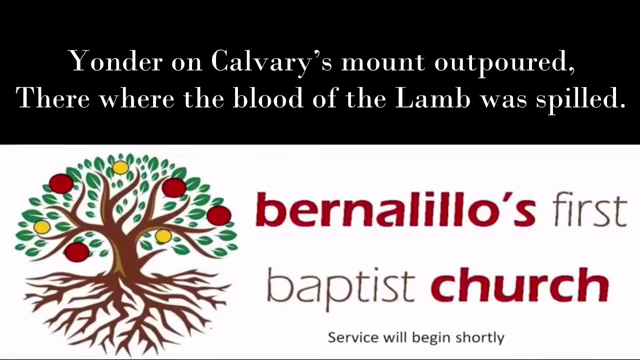 Yonder on Calvary’s mount outpoured,
There where the blood of the Lamb was spilled.
bernalillo’s first
baptist church
Service will begin shortly